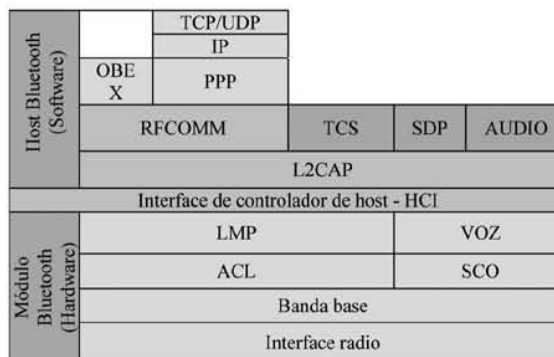 Host Bluetooth
(Software)
TCP/UDP
IP
OBE
X
PPP
RFCOMM
TCS
SDP
AUDIO
L2CAP
Interface de controlador de host - HCI
Módulo
Bluetooth
(Hardware)
LMP
VOZ
ACL
SCO
Banda base
Interface radio